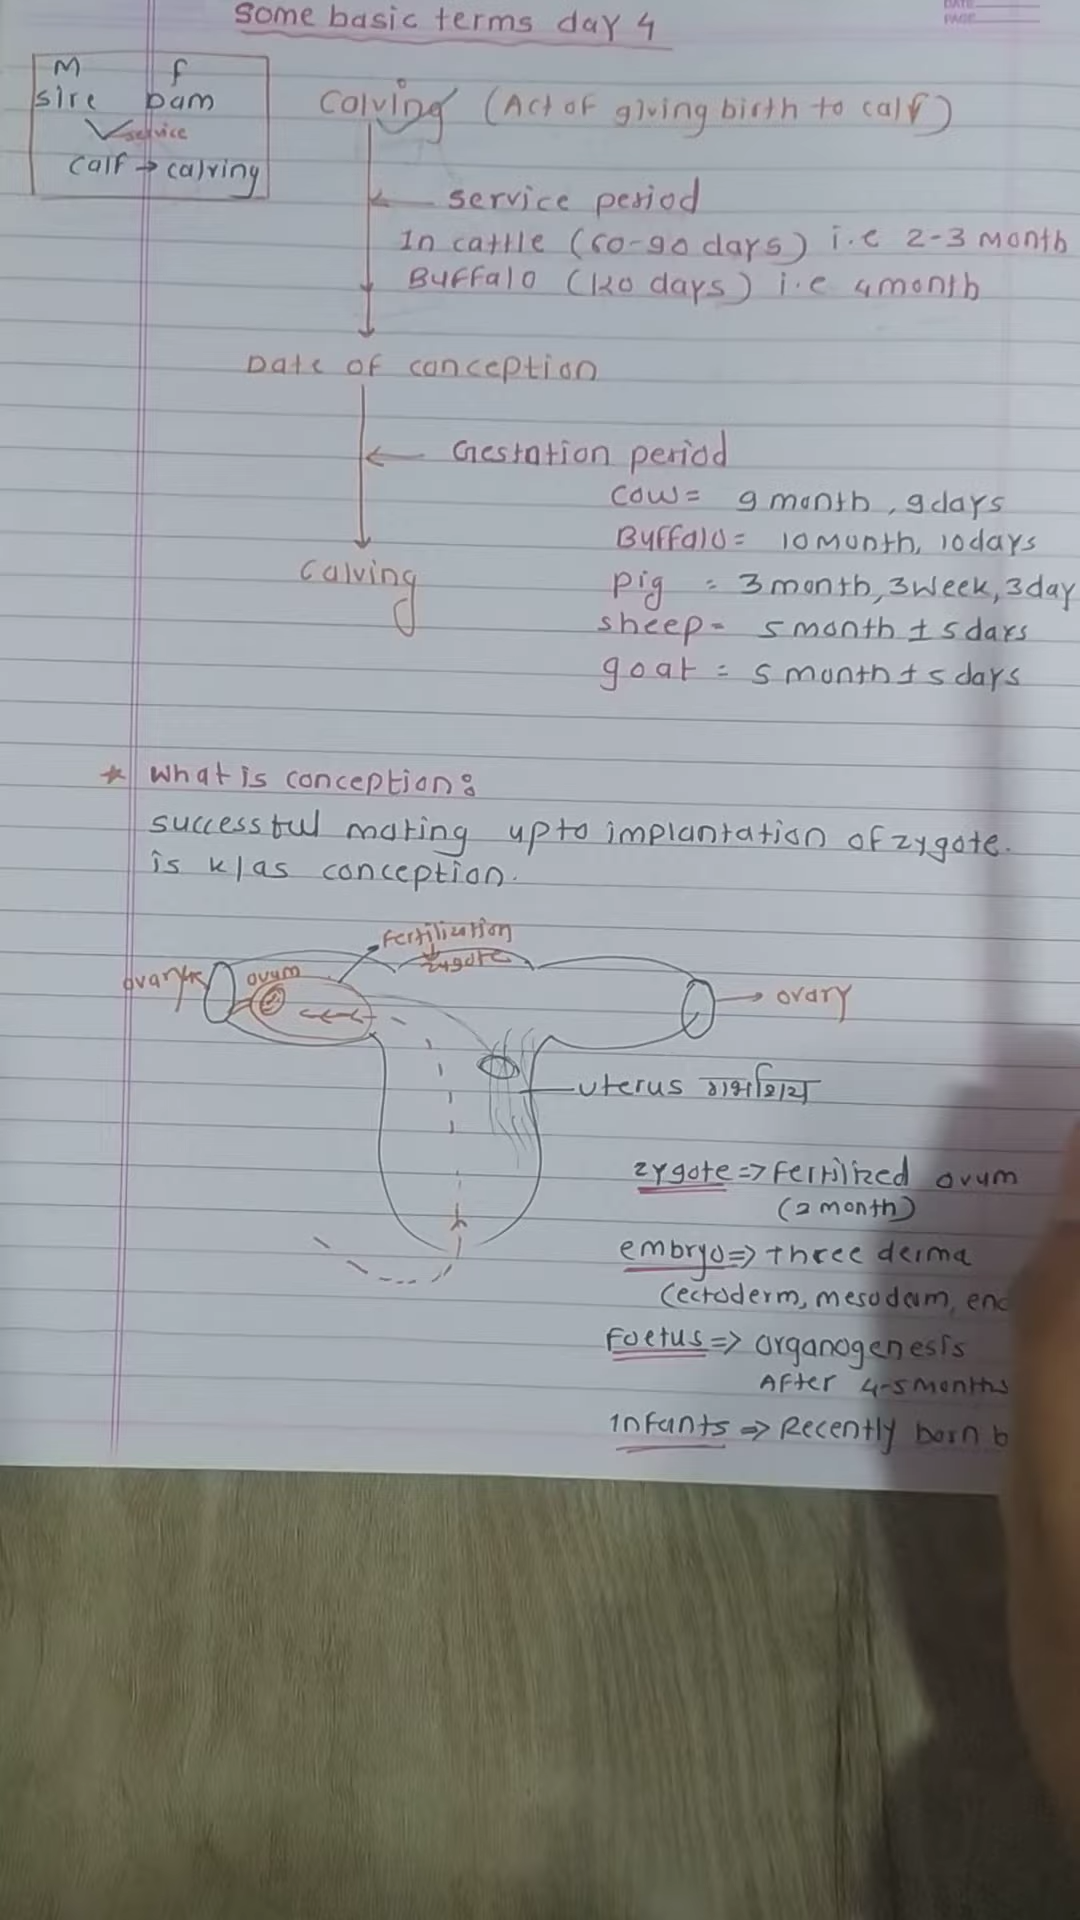 some basic terms day 4
DATE
PAGE
M f
sire Dam
service
calf → calving
Calving (Act of giving birth to calf)
service period
In cattle (60-90 days) i.e 2-3 month
Buffalo (120 days) i.e 4 month
Date of conception
Gestation period
cow = 9 month, 9 days
Buffalo = 10 month, 10 days
Calving
pig = 3 month, 3 week, 3 day
sheep = 5 month ± 5 days
goat = 5 month ± 5 days
* What is conception:
successful mating upto implantation of zygote.
is k/as conception.
Fertilization
zygote
ovary
ovum
ovary
uterus गर्भाशय
zygote => Fertilized ovum
(2 month)
embryo => three derma
(ectoderm, mesoderm, end
Foetus => organogenesis
After 4-5 months
Infants => Recently born b